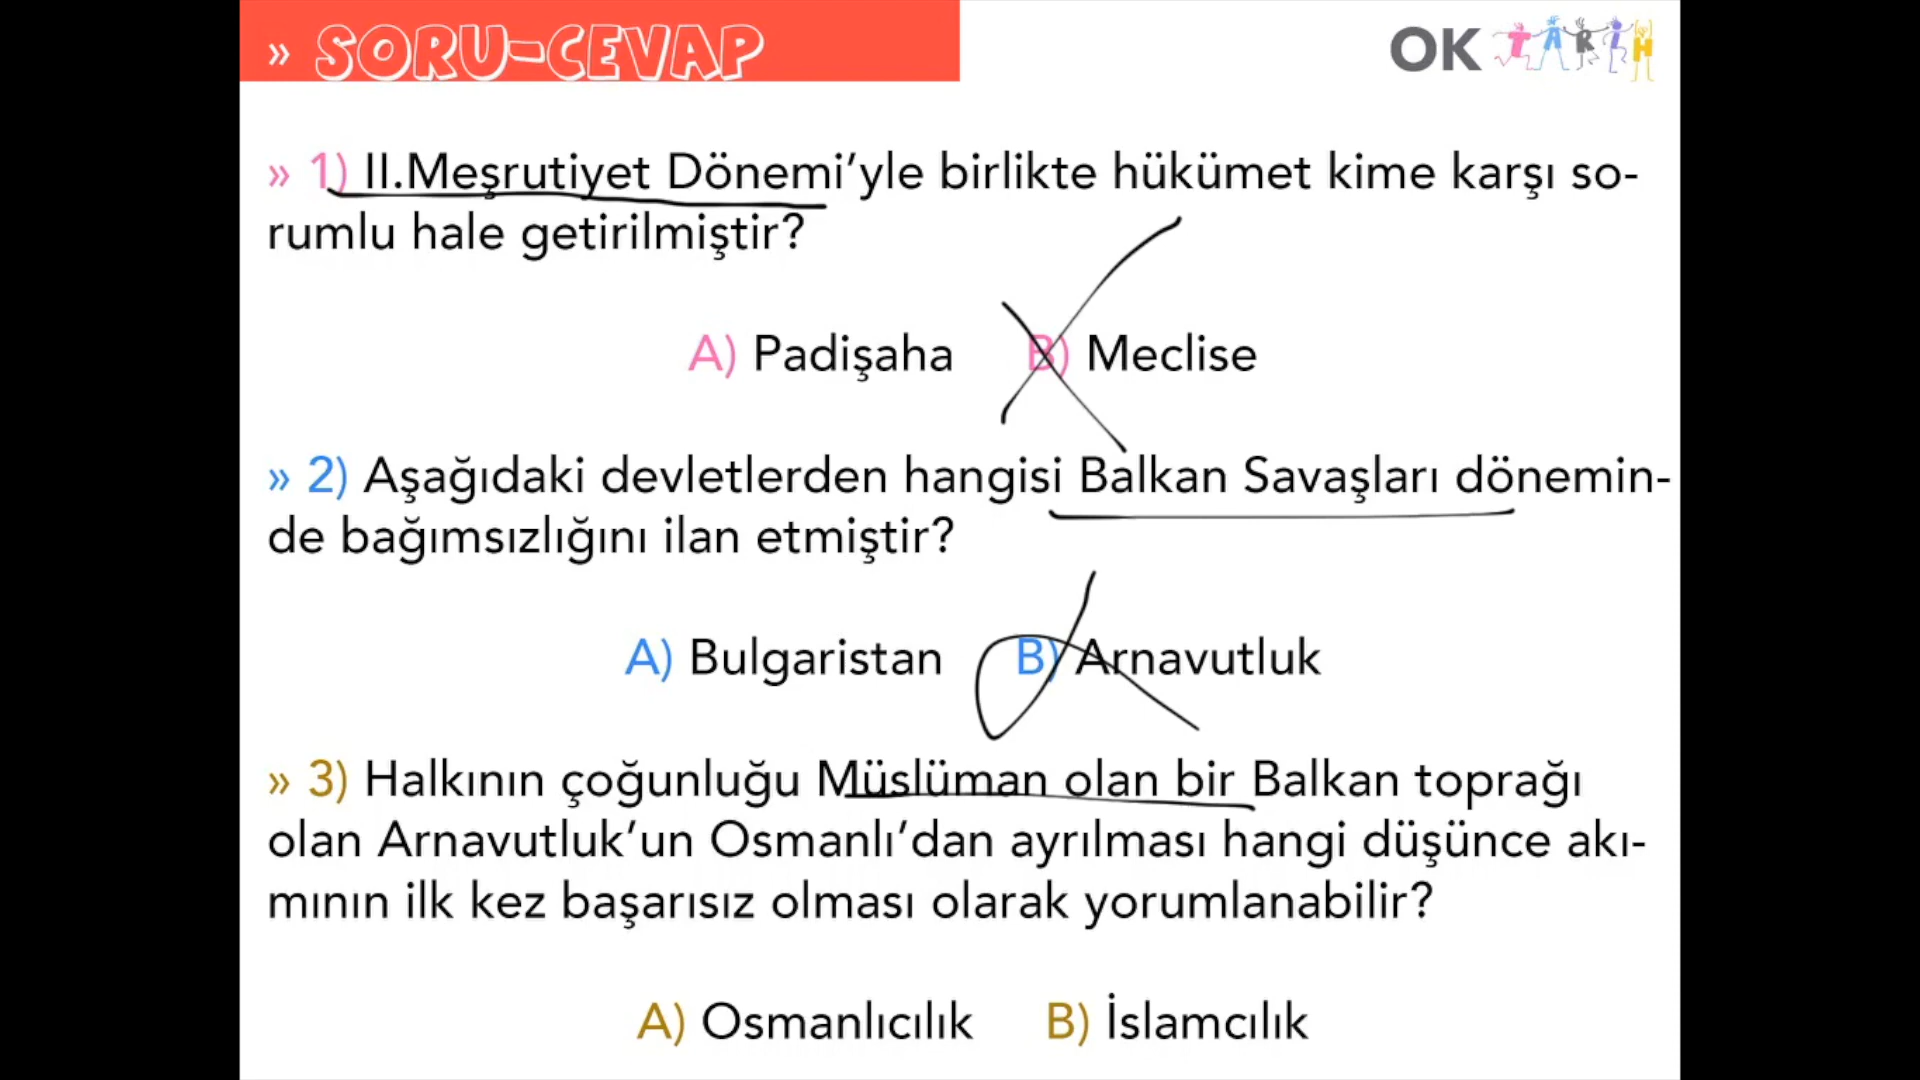 » SORU-CEVAP
OK TARİH
» 1) II.Meşrutiyet Dönemi’yle birlikte hükümet kime karşı so-
rumlu hale getirilmiştir?
A) Padişaha B) Meclise
» 2) Aşağıdaki devletlerden hangisi Balkan Savaşları dönemin-
de bağımsızlığını ilan etmiştir?
A) Bulgaristan B) Arnavutluk
» 3) Halkının çoğunluğu Müslüman olan bir Balkan toprağı
olan Arnavutluk’un Osmanlı’dan ayrılması hangi düşünce akı-
mının ilk kez başarısız olması olarak yorumlanabilir?
A) Osmanlıcılık B) İslamcılık